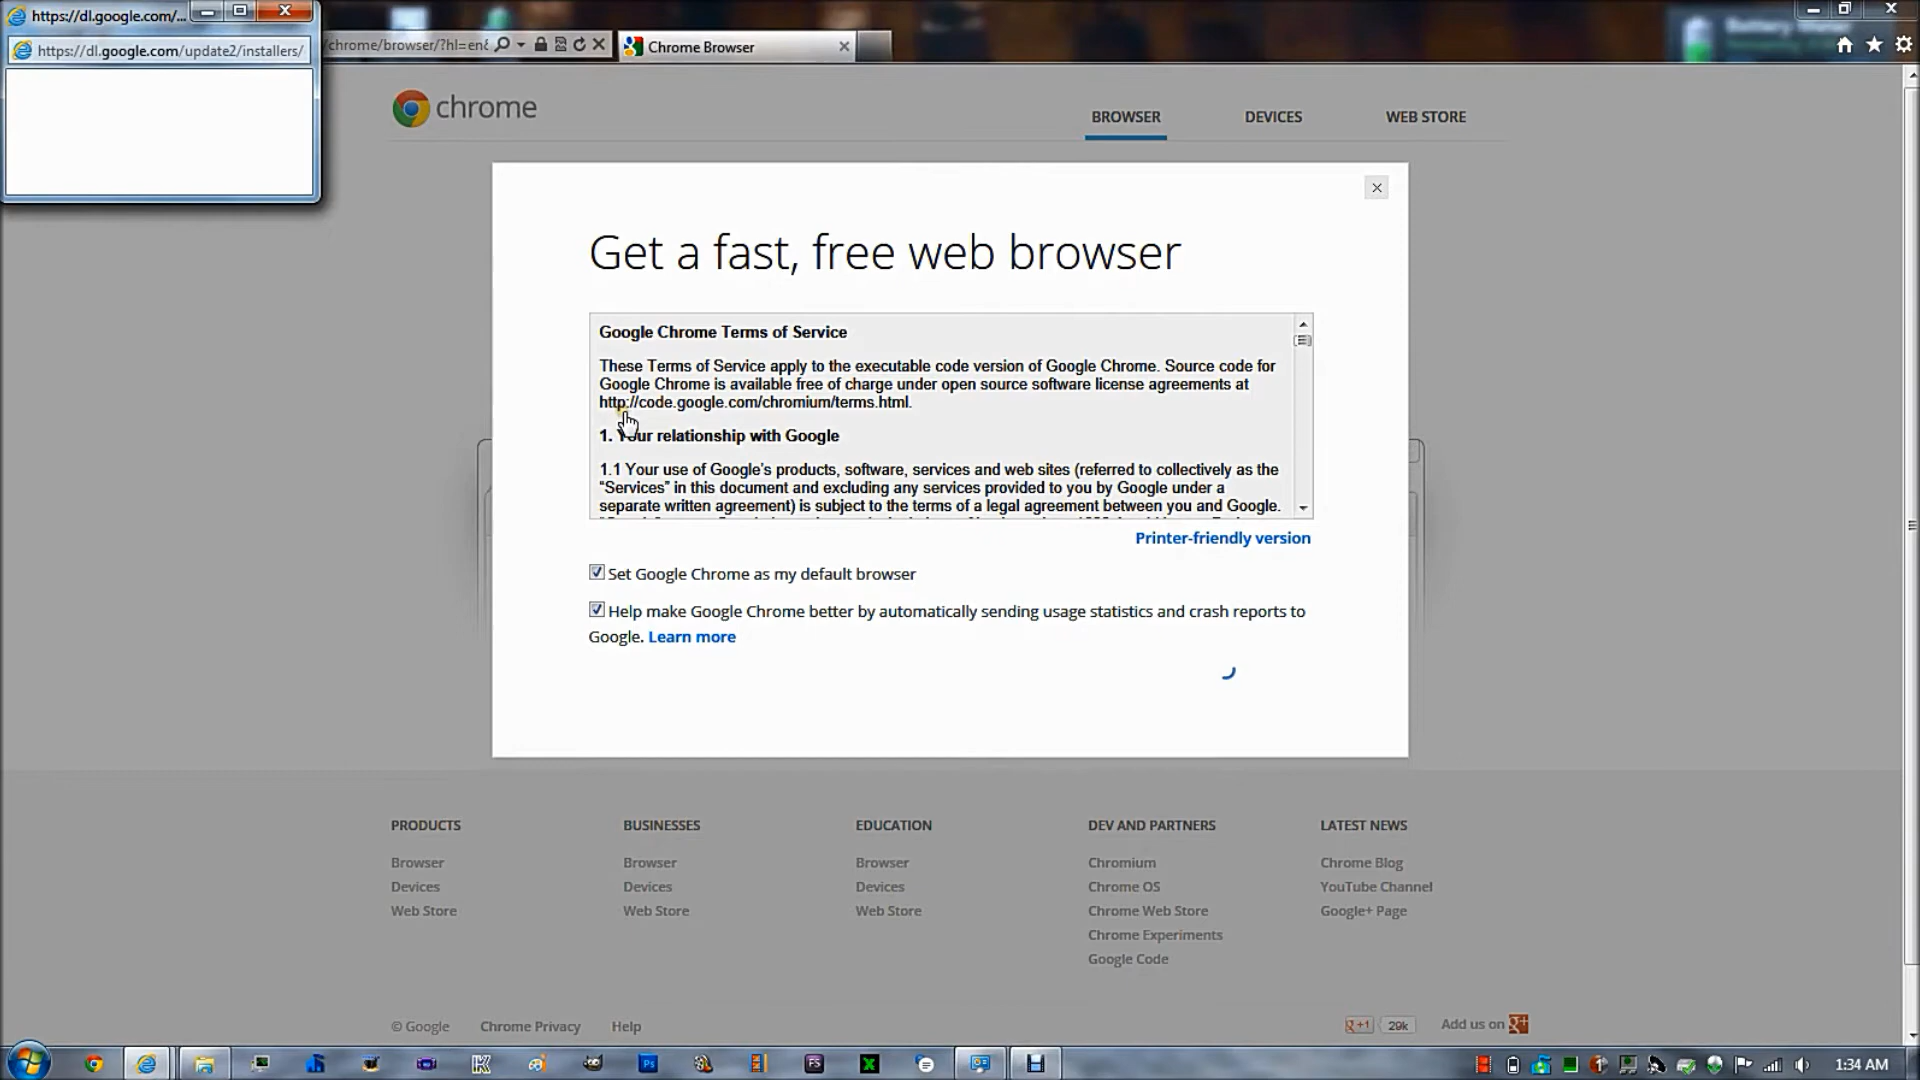 https://dl.google.com/...
https://dl.google.com/update2/installers/
/chrome/browser/?hl=en&
Chrome Browser
chrome
BROWSER
DEVICES
WEB STORE
Get a fast, free web browser
Google Chrome Terms of Service
These Terms of Service apply to the executable code version of Google Chrome. Source code for
Google Chrome is available free of charge under open source software license agreements at
http://code.google.com/chromium/terms.html.
1. Your relationship with Google
1.1 Your use of Google’s products, software, services and web sites (referred to collectively as the
“Services” in this document and excluding any services provided to you by Google under a
separate written agreement) is subject to the terms of a legal agreement between you and Google.
Printer-friendly version
Set Google Chrome as my default browser
Help make Google Chrome better by automatically sending usage statistics and crash reports to
Google. Learn more
PRODUCTS
Browser
Devices
Web Store
BUSINESSES
Browser
Devices
Web Store
EDUCATION
Browser
Devices
Web Store
DEV AND PARTNERS
Chromium
Chrome OS
Chrome Web Store
Chrome Experiments
Google Code
LATEST NEWS
Chrome Blog
YouTube Channel
Google+ Page
© Google
Chrome Privacy
Help
g +1
29k
Add us on g+
Ps
FS
1:34 AM